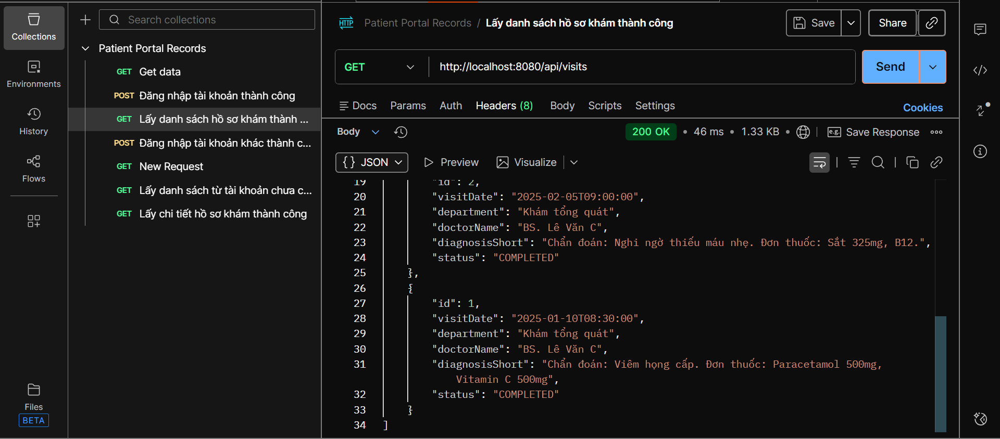 Collections
Environments
History
Flows
Files
BETA
Search collections
Patient Portal Records
GET Get data
POST Đăng nhập tài khoản thành công
GET Lấy danh sách hồ sơ khám thành ...
POST Đăng nhập tài khoản khác thành c...
GET New Request
GET Lấy danh sách từ tài khoản chưa c...
GET Lấy chi tiết hồ sơ khám thành công
HTTP Patient Portal Records / Lấy danh sách hồ sơ khám thành công
Save
Share
GET http://localhost:8080/api/visits
Send
Docs Params Auth Headers (8) Body Scripts Settings
Cookies
Body 200 OK • 46 ms • 1.33 KB • e.g. Save Response
{} JSON Preview Visualize
19 "id": 2,
20 "visitDate": "2025-02-05T09:00:00",
21 "department": "Khám tổng quát",
22 "doctorName": "BS. Lê Văn C",
23 "diagnosisShort": "Chẩn đoán: Nghi ngờ thiếu máu nhẹ. Đơn thuốc: Sắt 325mg, B12.",
24 "status": "COMPLETED"
25 },
26 {
27 "id": 1,
28 "visitDate": "2025-01-10T08:30:00",
29 "department": "Khám tổng quát",
30 "doctorName": "BS. Lê Văn C",
31 "diagnosisShort": "Chẩn đoán: Viêm họng cấp. Đơn thuốc: Paracetamol 500mg,
Vitamin C 500mg",
32 "status": "COMPLETED"
33 }
34 ]